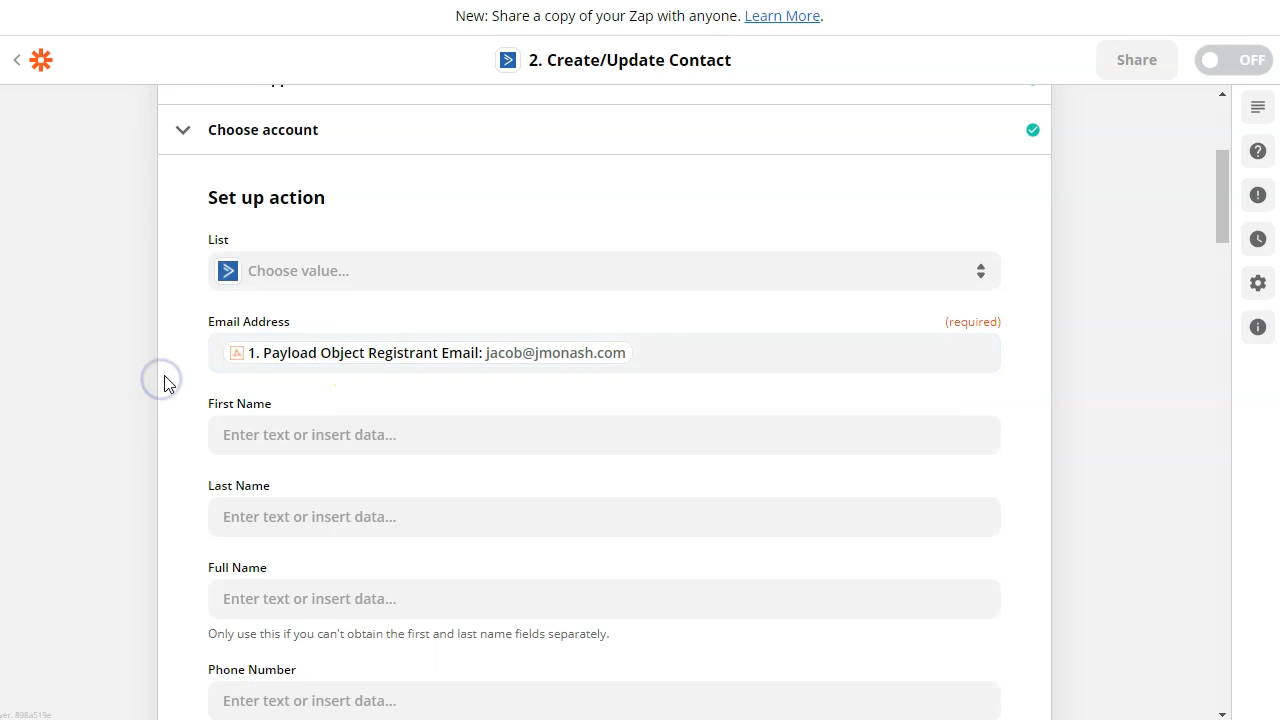 New: Share a copy of your Zap with anyone. Learn More.
2. Create/Update Contact
Share
OFF
Choose account
Set up action
List
Choose value...
Email Address
(required)
1. Payload Object Registrant Email: jacob@jmonash.com
First Name
Enter text or insert data...
Last Name
Enter text or insert data...
Full Name
Enter text or insert data...
Only use this if you can't obtain the first and last name fields separately.
Phone Number
Enter text or insert data...
ver. 898a519e